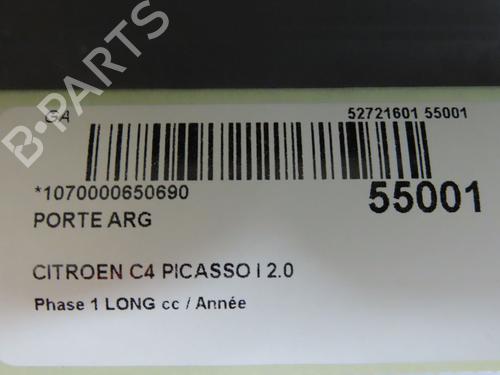 B-PARTS
GA
52721601 55001
*1070000650690
55001
PORTE ARG
CITROEN C4 PICASSO I 2.0
Phase 1 LONG cc / Année